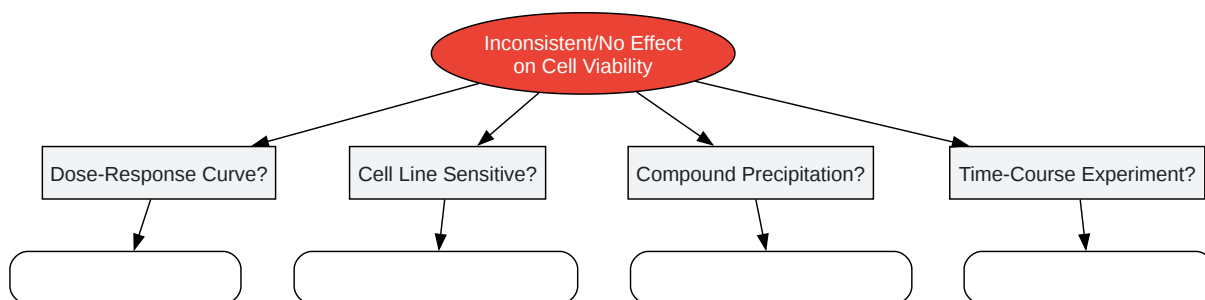 Inconsistent/No Effect
on Cell Viability
Dose-Response Curve?
Cell Line Sensitive?
Compound Precipitation?
Time-Course Experiment?